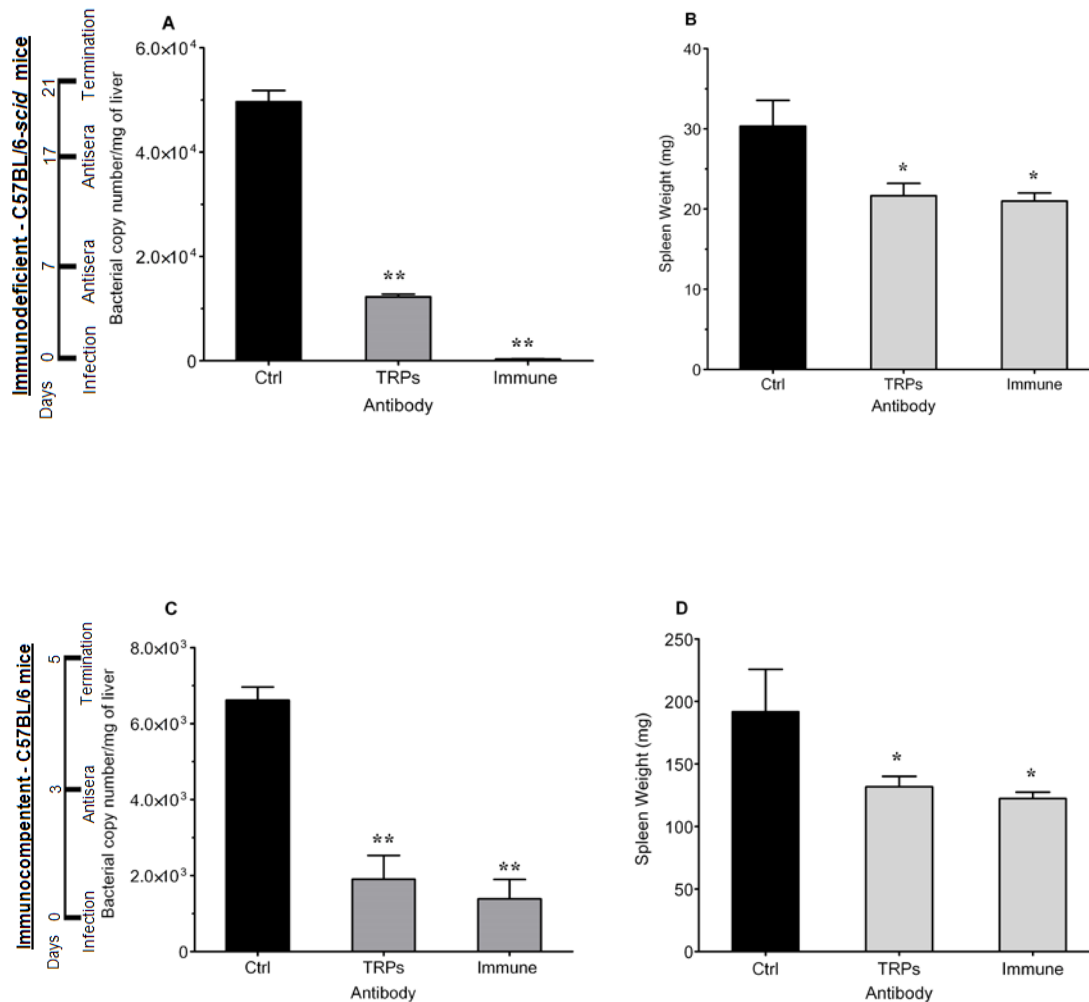 Immunodeficient - C57BL/6-scid mice
Days
0
7
17
21
Infection
Antisera
Antisera
Termination
A
Bacterial copy number/mg of liver
6.0×10⁴
4.0×10⁴
2.0×10⁴
0
**
**
Ctrl
TRPs
Immune
Antibody
B
Spleen Weight (mg)
40
30
20
10
0
*
*
Ctrl
TRPs
Immune
Antibody
Immunocompentent - C57BL/6 mice
Days
0
3
5
Infection
Antisera
Termination
C
Bacterial copy number/mg of liver
8.0×10³
6.0×10³
4.0×10³
2.0×10³
0
**
**
Ctrl
TRPs
Immune
Antibody
D
Spleen Weight (mg)
250
200
150
100
50
0
*
*
Ctrl
TRPs
Immune
Antibody